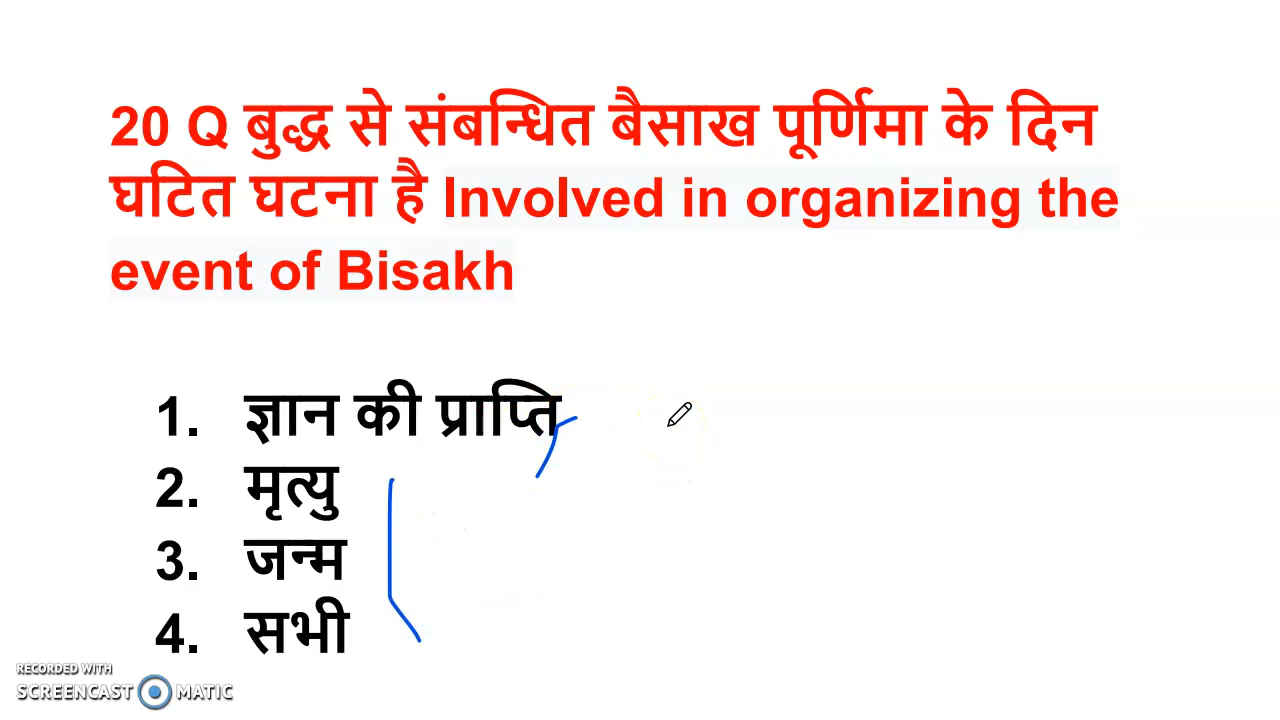 20 Q बुद्ध से संबन्धित बैसाख पूर्णिमा के दिन
घटित घटना है Involved in organizing the
event of Bisakh
1. ज्ञान की प्राप्ति
2. मृत्यु
3. जन्म
4. सभी
RECORDED WITH
SCREENCAST MATIC